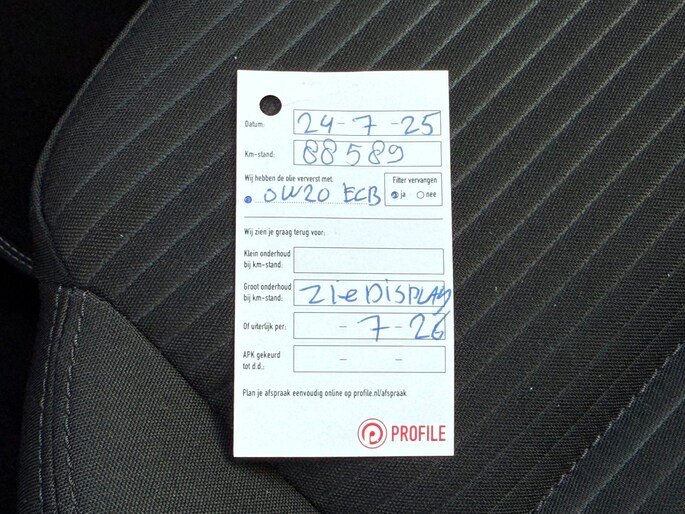 Datum: 24-7-25
Km-stand: 88589
Wij hebben de olie ververst met: Filter vervangen
0W20 ECB ja nee
Wij zien je graag terug voor:
Klein onderhoud
bij km-stand:
Groot onderhoud
bij km-stand: Zie DISPLAY
Of uiterlijk per: -7-26
APK gekeurd
tot d.d.: - -
Plan je afspraak eenvoudig online op profile.nl/afspraak
PROFILE